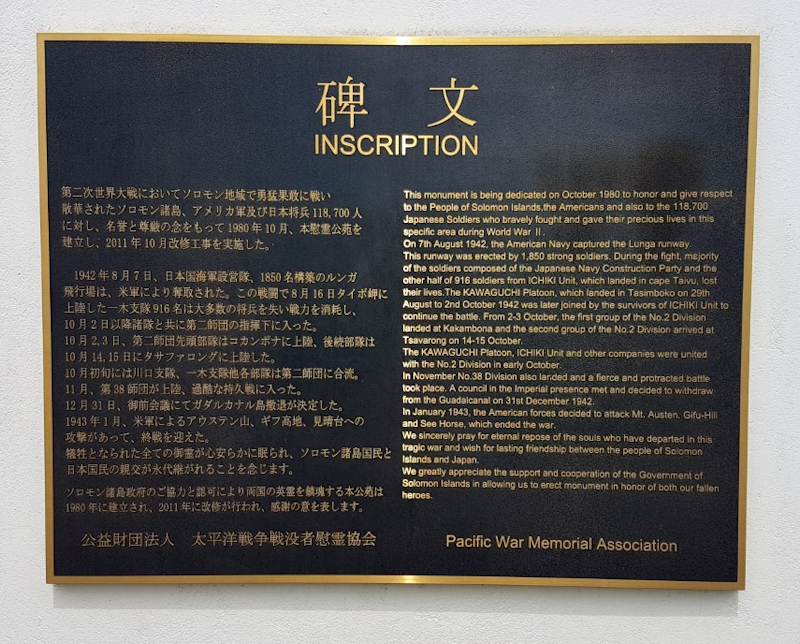 碑 文
INSCRIPTION
第二次世界大戦においてソロモン地域で勇猛果敢に戦い
散華されたソロモン諸島、アメリカ軍及び日本将兵118,700人
に対し、名誉と尊厳の念をもって1980年10月、本慰霊公苑を
建立し、2011年10月改修工事を実施した。
1942年8月7日、日本国海軍設営隊、1850名構築のルンガ
飛行場は、米軍により奪取された。この戦闘で8月16日タイボ岬に
上陸した一木支隊916名は大多数の将兵を失い戦力を消耗し、
10月2日以降諸隊と共に第二師団の指揮下に入った。
10月2,3日、第二師団先頭部隊はコカンボナに上陸、後続部隊は
10月14,15日にタサファロングに上陸した。
10月初旬には川口支隊、一木支隊他各部隊は第二師団に合流。
11月、第38師団が上陸、過酷な持久戦に入った。
12月31日、御前会議にてガダルカナル島撤退が決定した。
1943年1月、米軍によるアウステン山、ギフ高地、見晴台への
攻撃があって、終戦を迎えた。
犠牲となられた全ての御霊が心安らかに眠られ、ソロモン諸島国民と
日本国民の親交が永代継がれることを念じます。
ソロモン諸島政府のご協力と認可により両国の英霊を鎮魂する本公苑は
1980年に建立され、2011年に改修が行われ、感謝の意を表します。
公益財団法人 太平洋戦争戦没者慰霊協会
This monument is being dedicated on October 1980 to honor and give respect
to the People of Solomon Islands,the Americans and also to the 118,700
Japanese Soldiers who bravely fought and gave their precious lives in this
specific area during World War II.
On 7th August 1942, the American Navy captured the Lunga runway.
This runway was erected by 1,850 strong soldiers. During the fight, mejority
of the soldiers composed of the Japanese Navy Construction Party and the
other half of 916 soldiers from ICHIKI Unit, which landed in cape Taivu, lost
their lives.The KAWAGUCHI Platoon, which landed in Tasimboko on 29th
August to 2nd October 1942 was later joined by the survivors of ICHIKI Unit to
continue the battle. From 2-3 October, the first group of the No.2 Division
landed at Kakambona and the second group of the No.2 Division arrived at
Tsavarong on 14-15 October.
The KAWAGUCHI Platoon, ICHIKI Unit and other companies were united
with the No.2 Division in early October.
In November No.38 Division also landed and a fierce and protracted battle
took place. A council in the Imperial presence met and decided to withdraw
from the Guadalcanal on 31st December 1942.
In January 1943, the American forces decided to attack Mt. Austen, Gifu-Hill
and See Horse, which ended the war.
We sincerely pray for eternal repose of the souls who have departed in this
tragic war and wish for lasting friendship between the people of Solomon
Islands and Japan.
We greatly appreciate the support and cooperation of the Government of
Solomon Islands in allowing us to erect monument in honor of both our fallen
heroes.
Pacific War Memorial Association